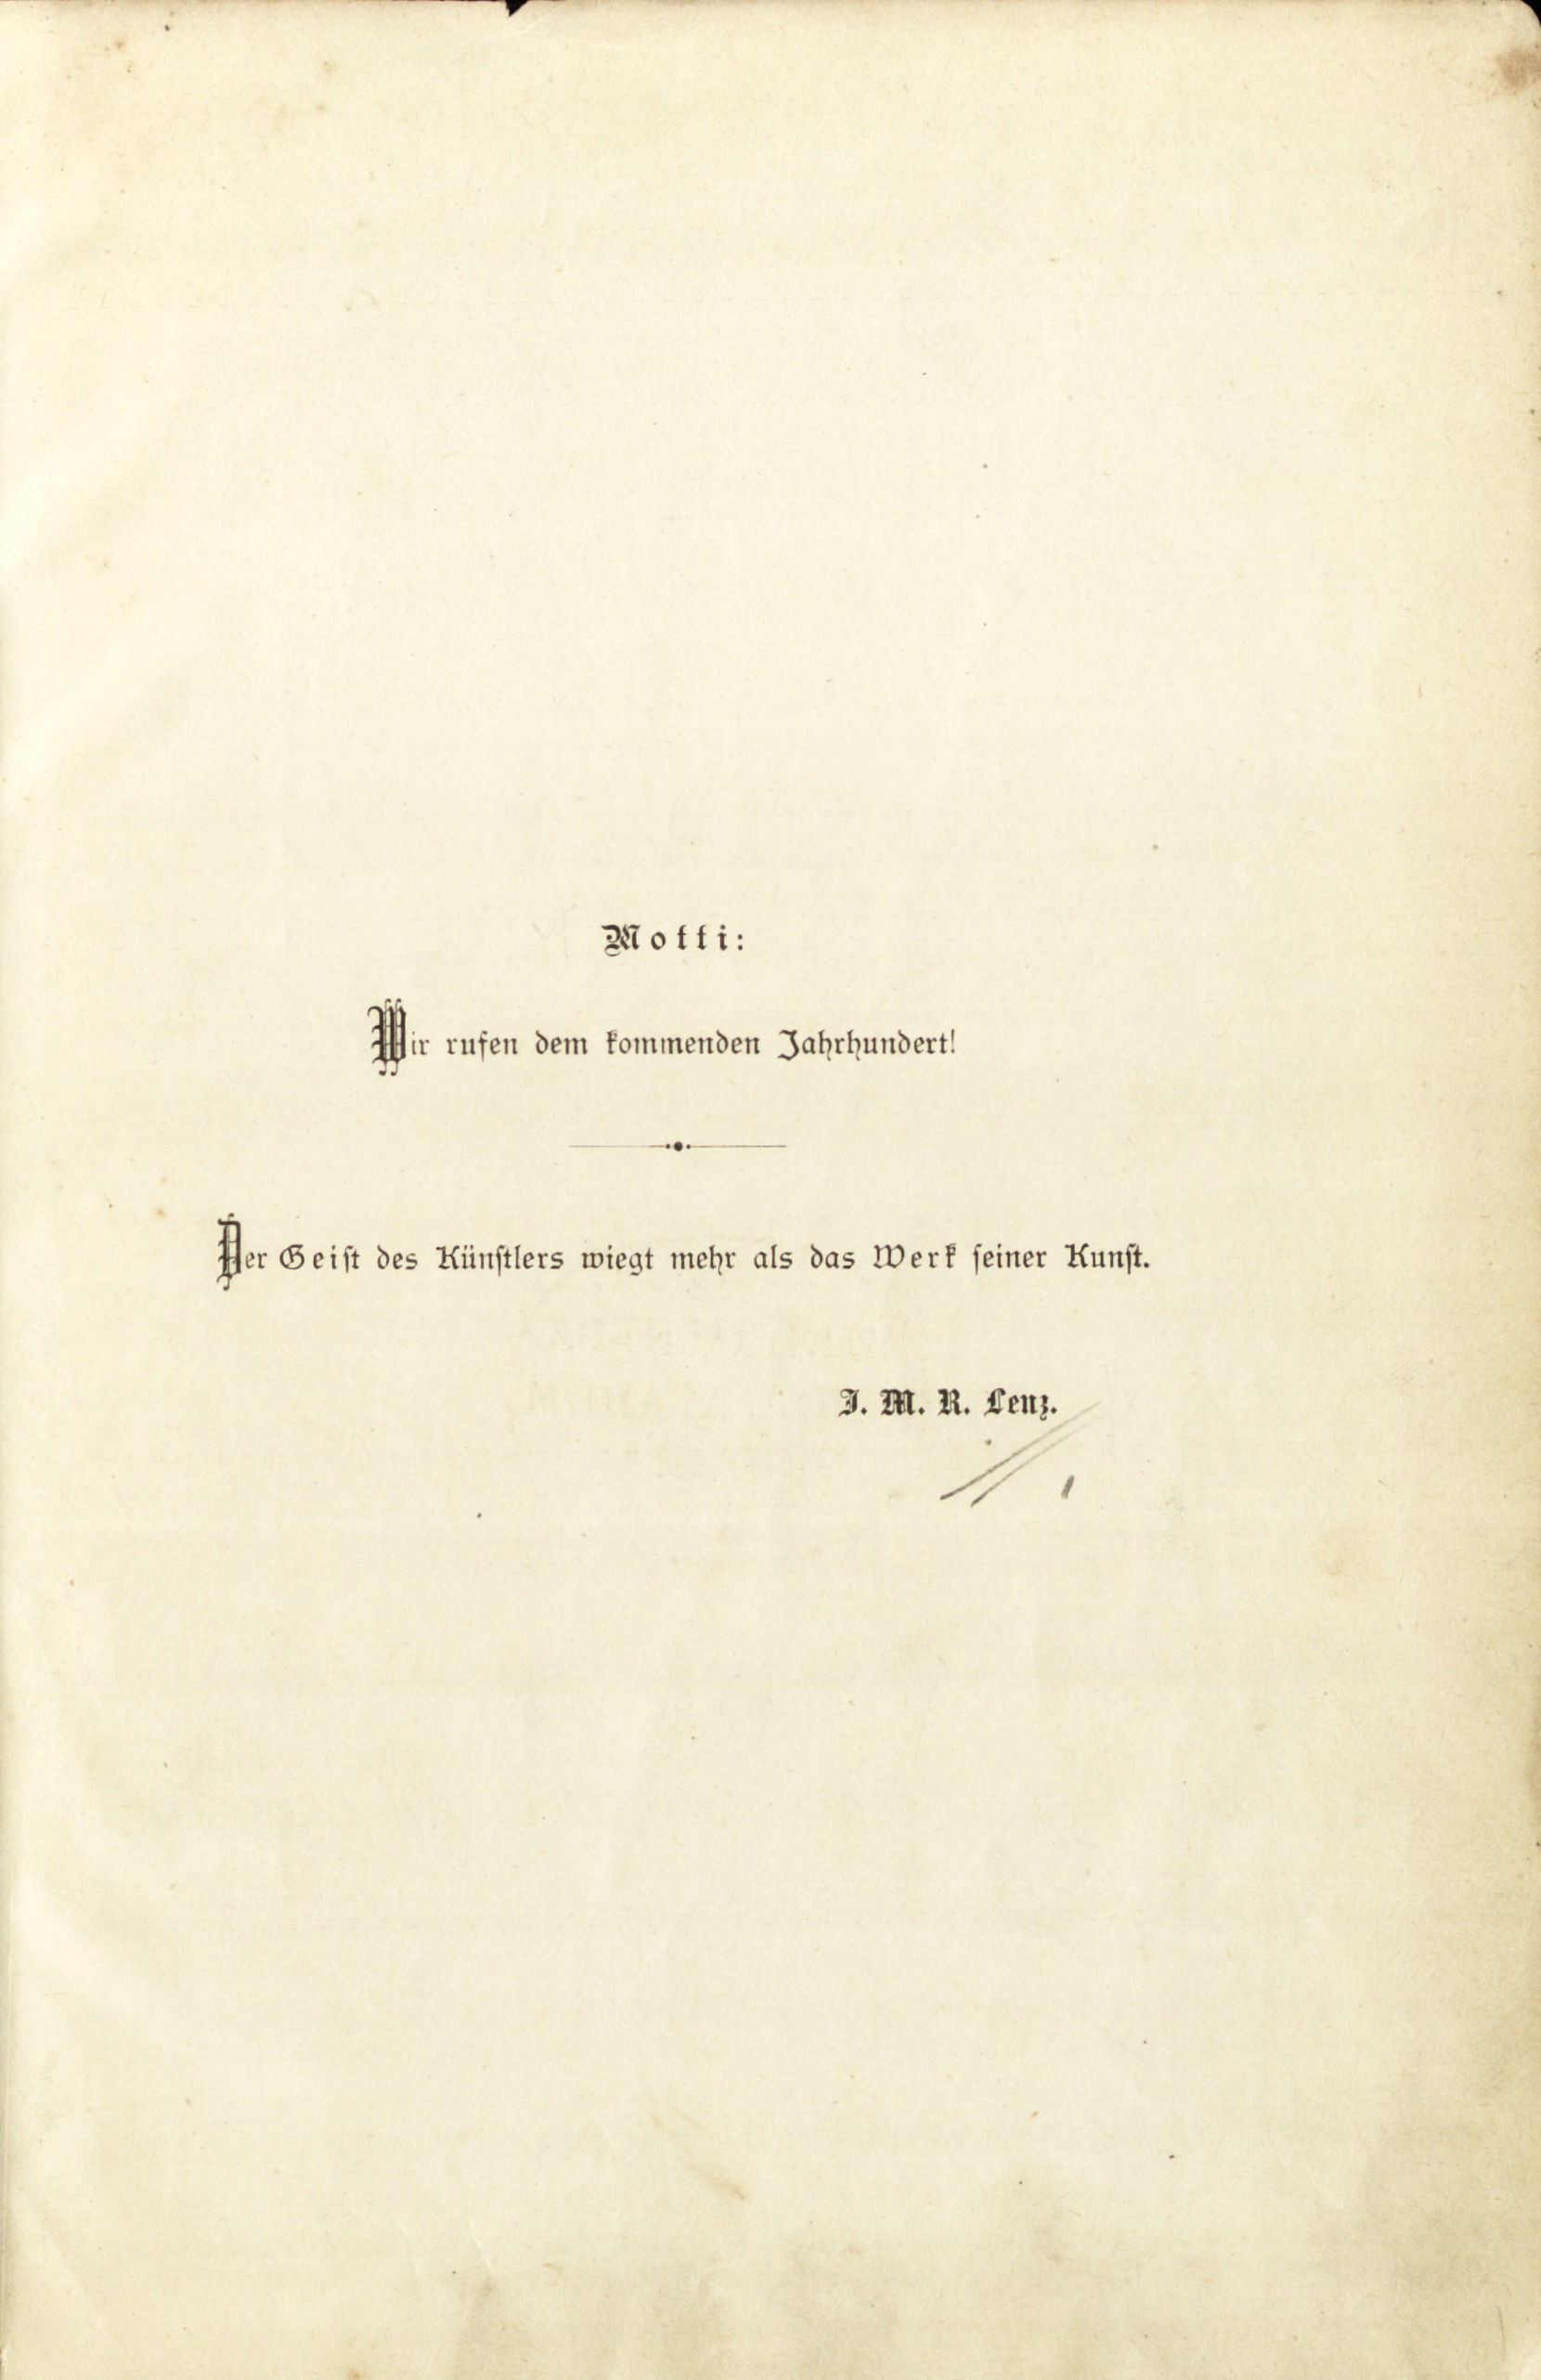 Motti:
Wir rufen dem kommenden Jahrhundert!
Der Geiſt des Künſtlers wiegt mehr als das Werk ſeiner Kunſt.
J. M. R. Lenz.